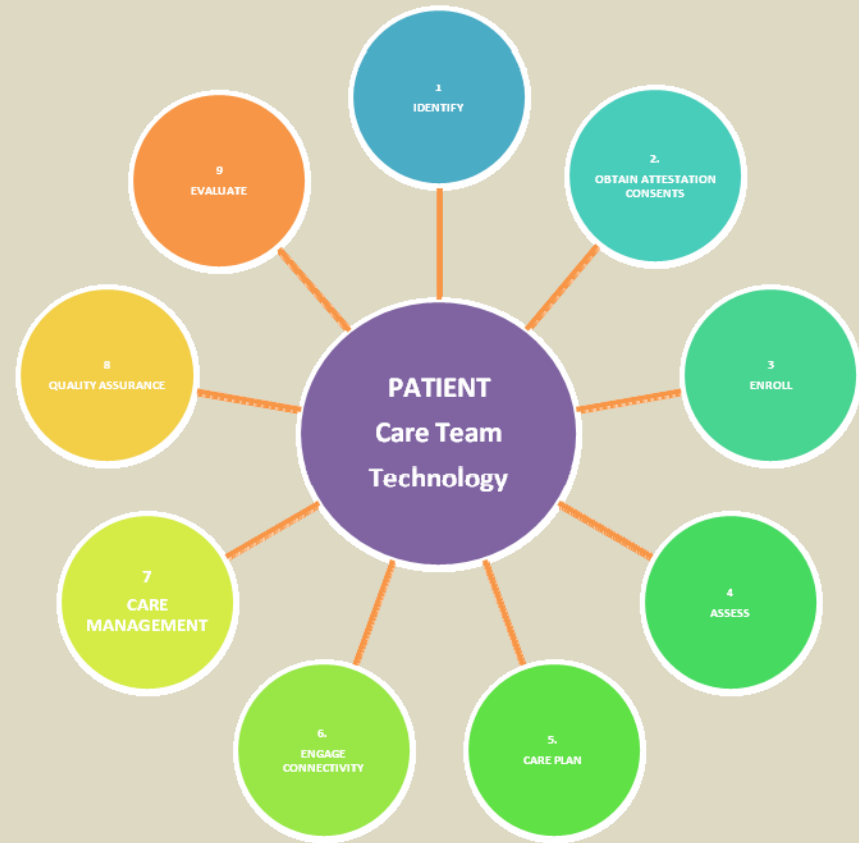 1
IDENTIFY
2.
OBTAIN ATTESTATION
CONSENTS
3
ENROLL
4
ASSESS
5.
CARE PLAN
6.
ENGAGE
CONNECTIVITY
7
CARE
MANAGEMENT
8
QUALITY ASSURANCE
9
EVALUATE
PATIENT
Care Team
Technology